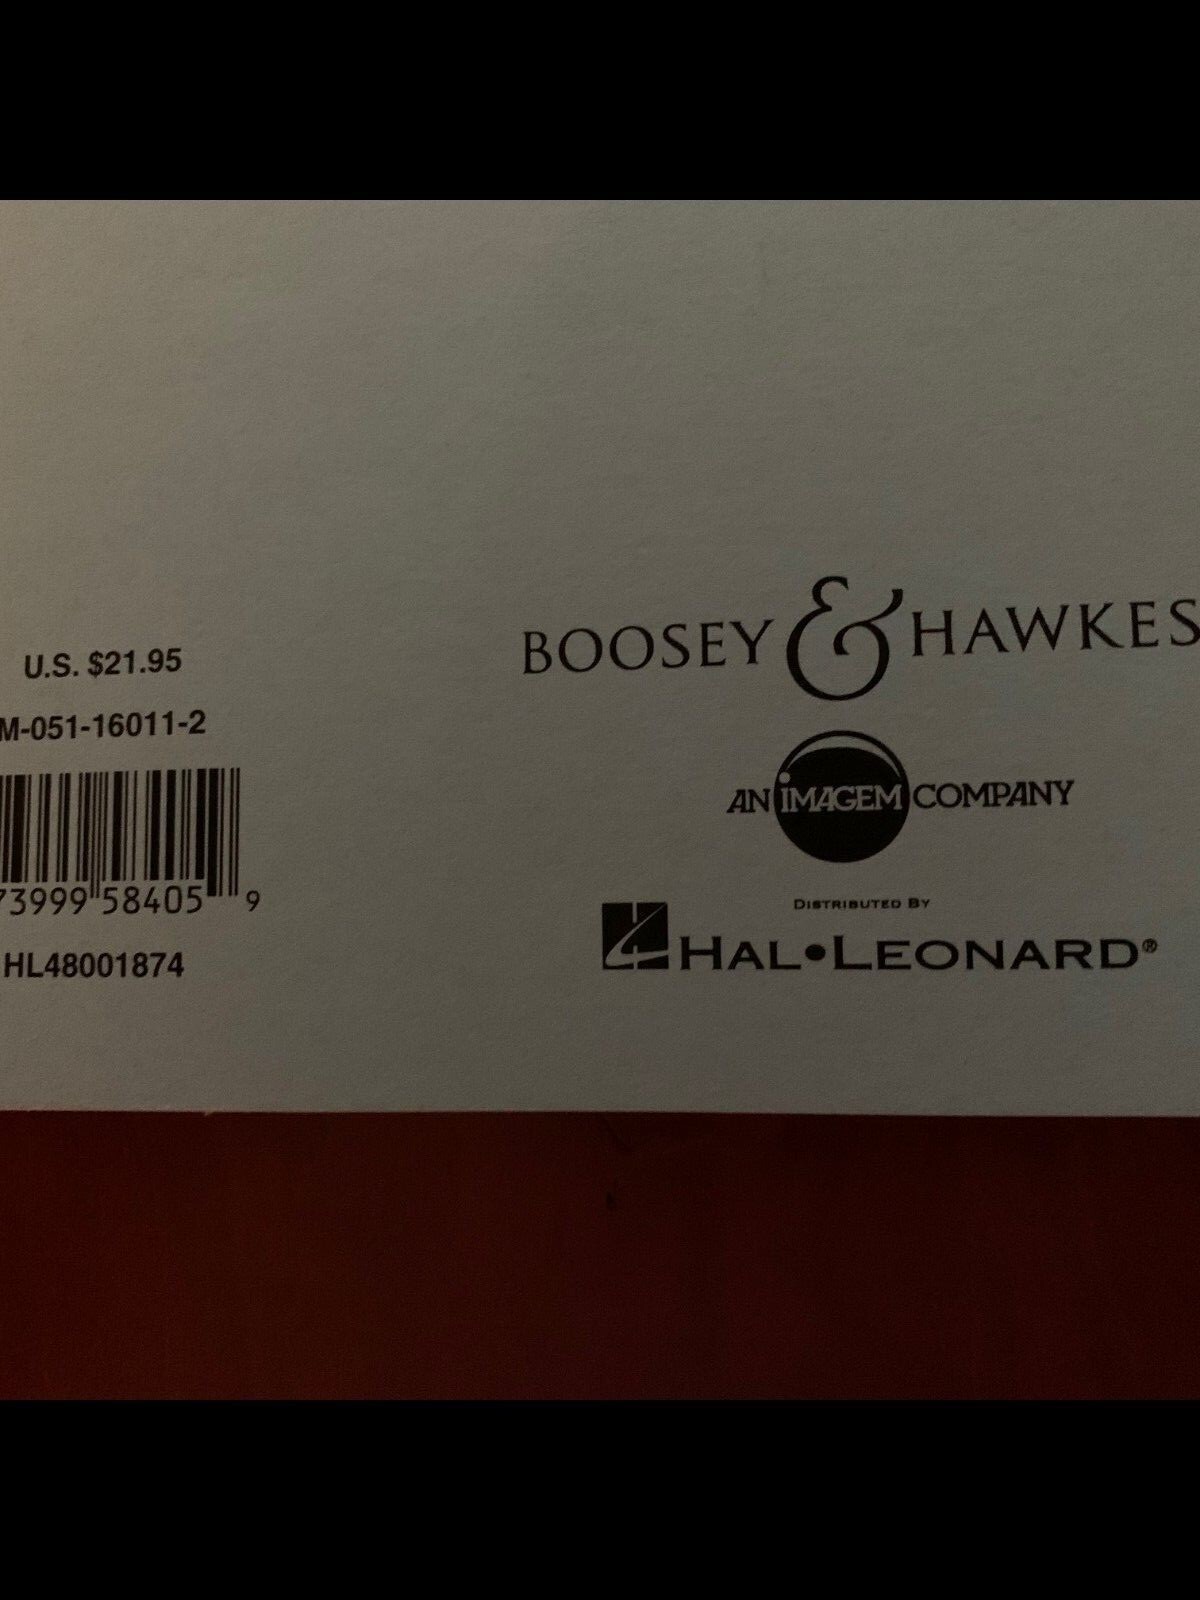 U.S. $21.95
M-051-16011-2
73999 58405 9
HL48001874
BOOSEY & HAWKES
AN IMAGEM COMPANY
DISTRIBUTED BY
HAL•LEONARD®